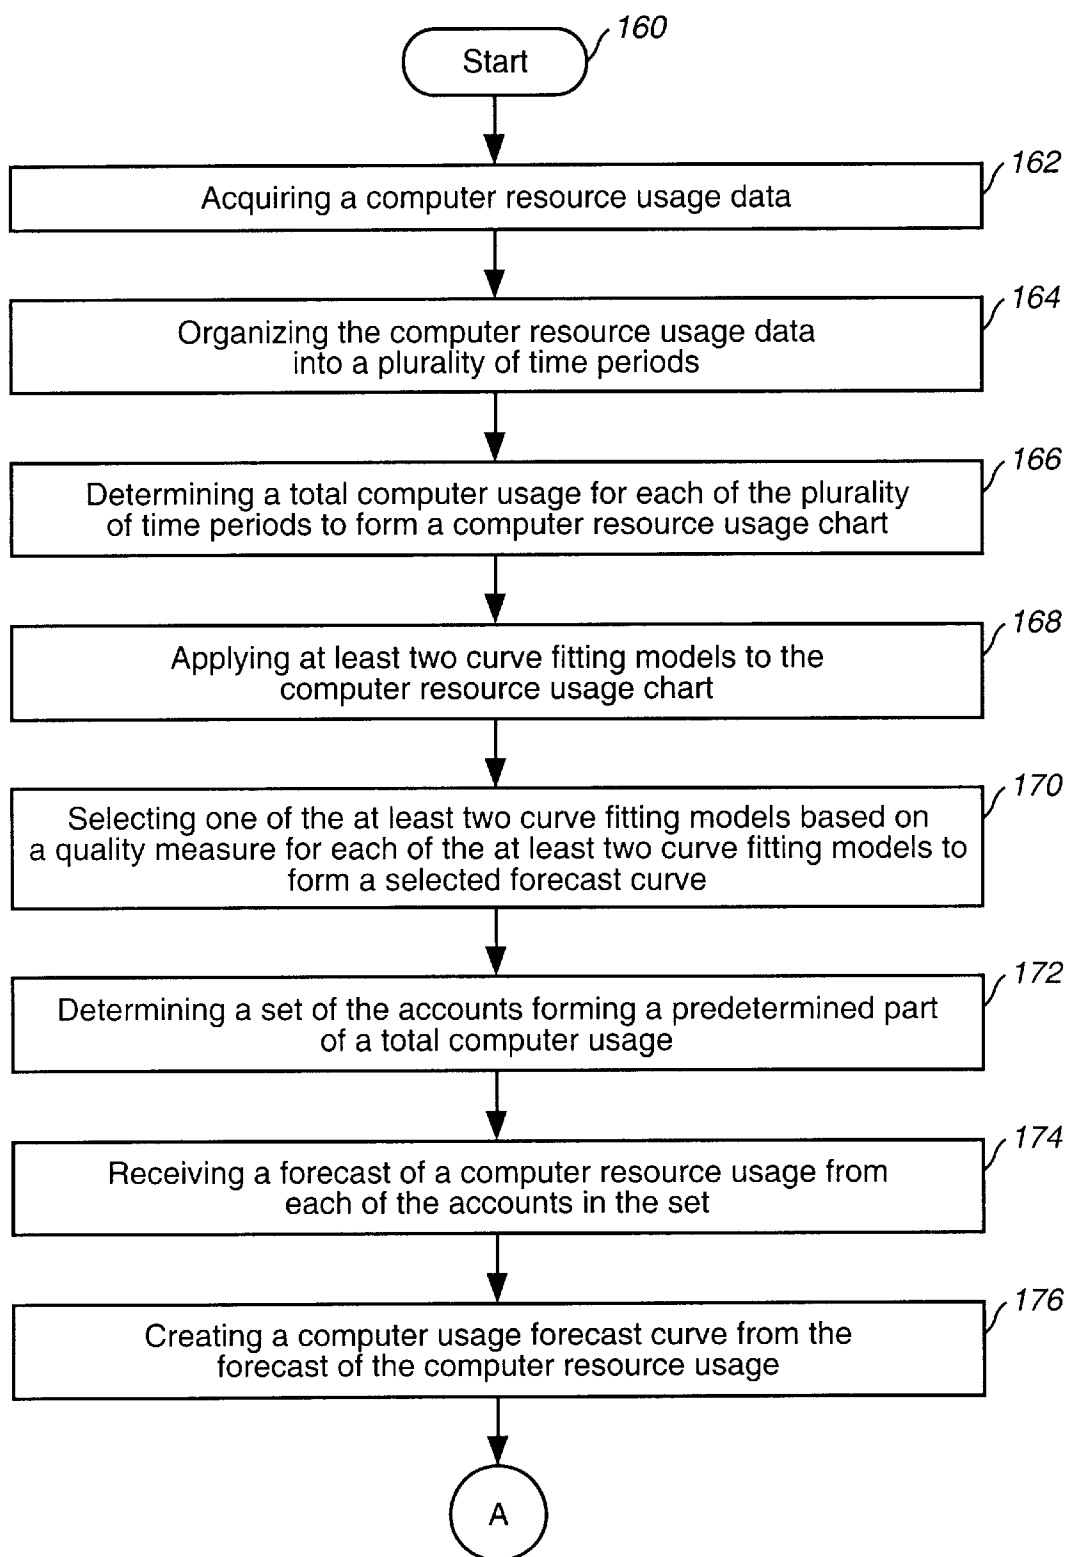 Start
160
Acquiring a computer resource usage data
162
Organizing the computer resource usage data
into a plurality of time periods
164
Determining a total computer usage for each of the plurality
of time periods to form a computer resource usage chart
166
Applying at least two curve fitting models to the
computer resource usage chart
168
Selecting one of the at least two curve fitting models based on
a quality measure for each of the at least two curve fitting models to
form a selected forecast curve
170
Determining a set of the accounts forming a predetermined part
of a total computer usage
172
Receiving a forecast of a computer resource usage from
each of the accounts in the set
174
Creating a computer usage forecast curve from the
forecast of the computer resource usage
176
A